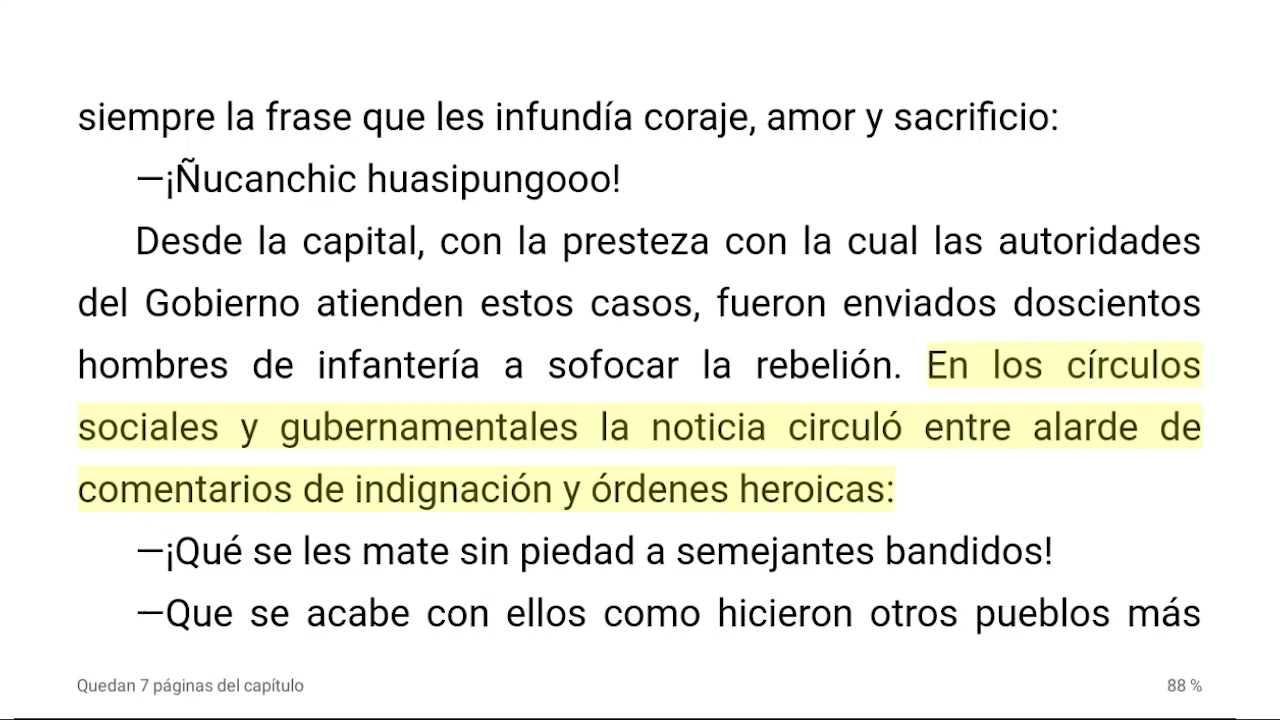 siempre la frase que les infundía coraje, amor y sacrificio:
—¡Ñucanchic huasipungooo!
Desde la capital, con la presteza con la cual las autoridades
del Gobierno atienden estos casos, fueron enviados doscientos
hombres de infantería a sofocar la rebelión. En los círculos
sociales y gubernamentales la noticia circuló entre alarde de
comentarios de indignación y órdenes heroicas:
—¡Qué se les mate sin piedad a semejantes bandidos!
—Que se acabe con ellos como hicieron otros pueblos más
Quedan 7 páginas del capítulo
88 %